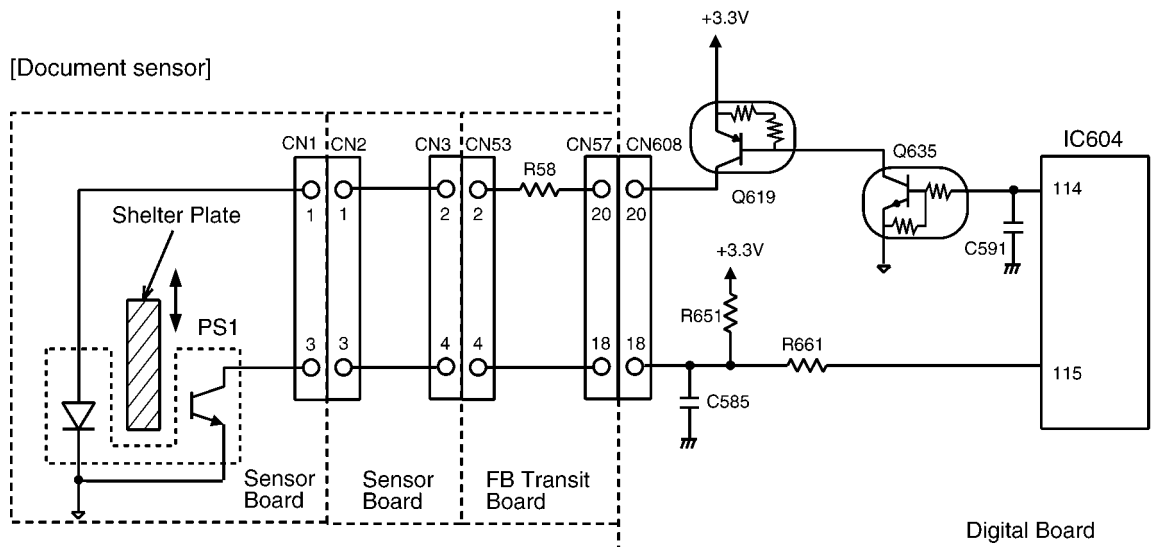 +3.3V
[Document sensor]
CN1 CN2 CN3 CN53 CN57 CN608
Q635
IC604
R58
1 1 2 2 20 20
Q619
114
Shelter Plate
C591
+3.3V
R651
PS1
3 3 4 4 18 18
R661
115
C585
Sensor
Board
Sensor
Board
FB Transit
Board
Digital Board